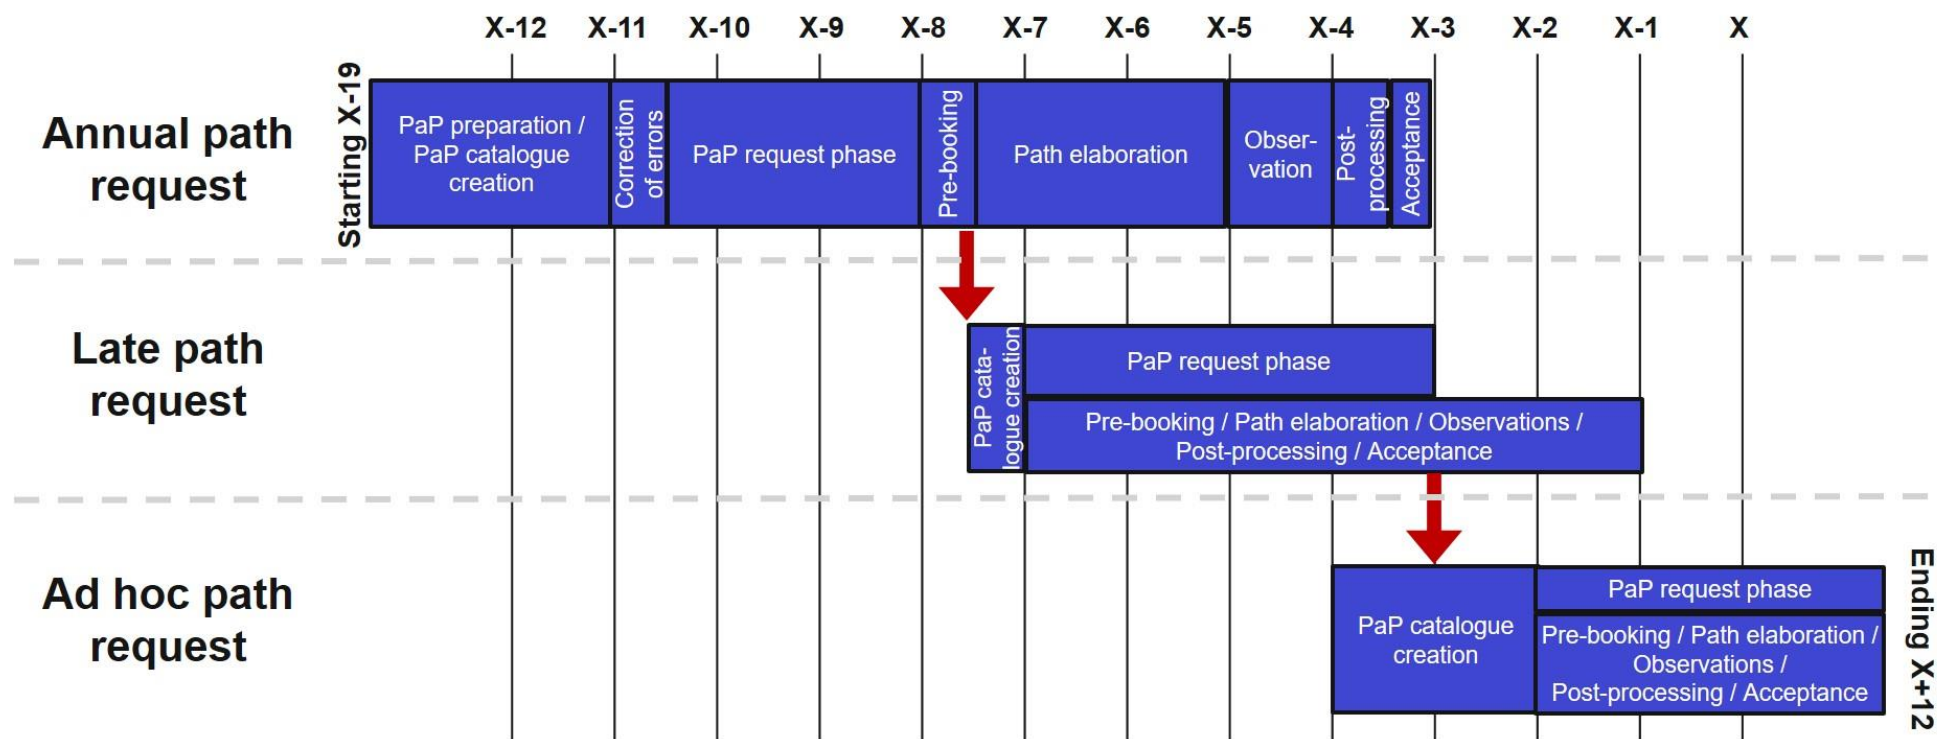 X-12 X-11 X-10 X-9 X-8 X-7 X-6 X-5 X-4 X-3 X-2 X-1 X
Annual path
request
Starting X-19
PaP preparation /
PaP catalogue
creation
Correction
of errors
PaP request phase
Pre-booking
Path elaboration
Obser-
vation
Post-
processing
Acceptance
Late path
request
PaP cata-
logue creation
PaP request phase
Pre-booking / Path elaboration / Observations /
Post-processing / Acceptance
Ad hoc path
request
PaP catalogue
creation
PaP request phase
Pre-booking / Path elaboration /
Observations /
Post-processing / Acceptance
Ending X+12